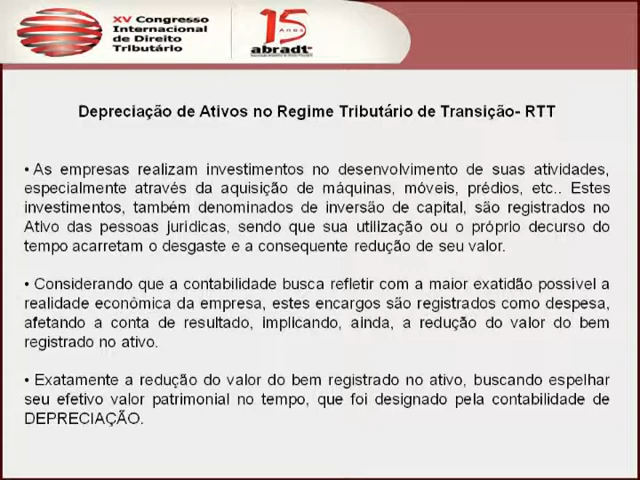 XV Congresso
Internacional
de Direito
Tributário
15
Anos
abradt
Depreciação de Ativos no Regime Tributário de Transição- RTT
• As empresas realizam investimentos no desenvolvimento de suas atividades,
especialmente através da aquisição de máquinas, móveis, prédios, etc.. Estes
investimentos, também denominados de inversão de capital, são registrados no
Ativo das pessoas jurídicas, sendo que sua utilização ou o próprio decurso do
tempo acarretam o desgaste e a consequente redução de seu valor.
• Considerando que a contabilidade busca refletir com a maior exatidão possível a
realidade econômica da empresa, estes encargos são registrados como despesa,
afetando a conta de resultado, implicando, ainda, a redução do valor do bem
registrado no ativo.
• Exatamente a redução do valor do bem registrado no ativo, buscando espelhar
seu efetivo valor patrimonial no tempo, que foi designado pela contabilidade de
DEPRECIAÇÃO.